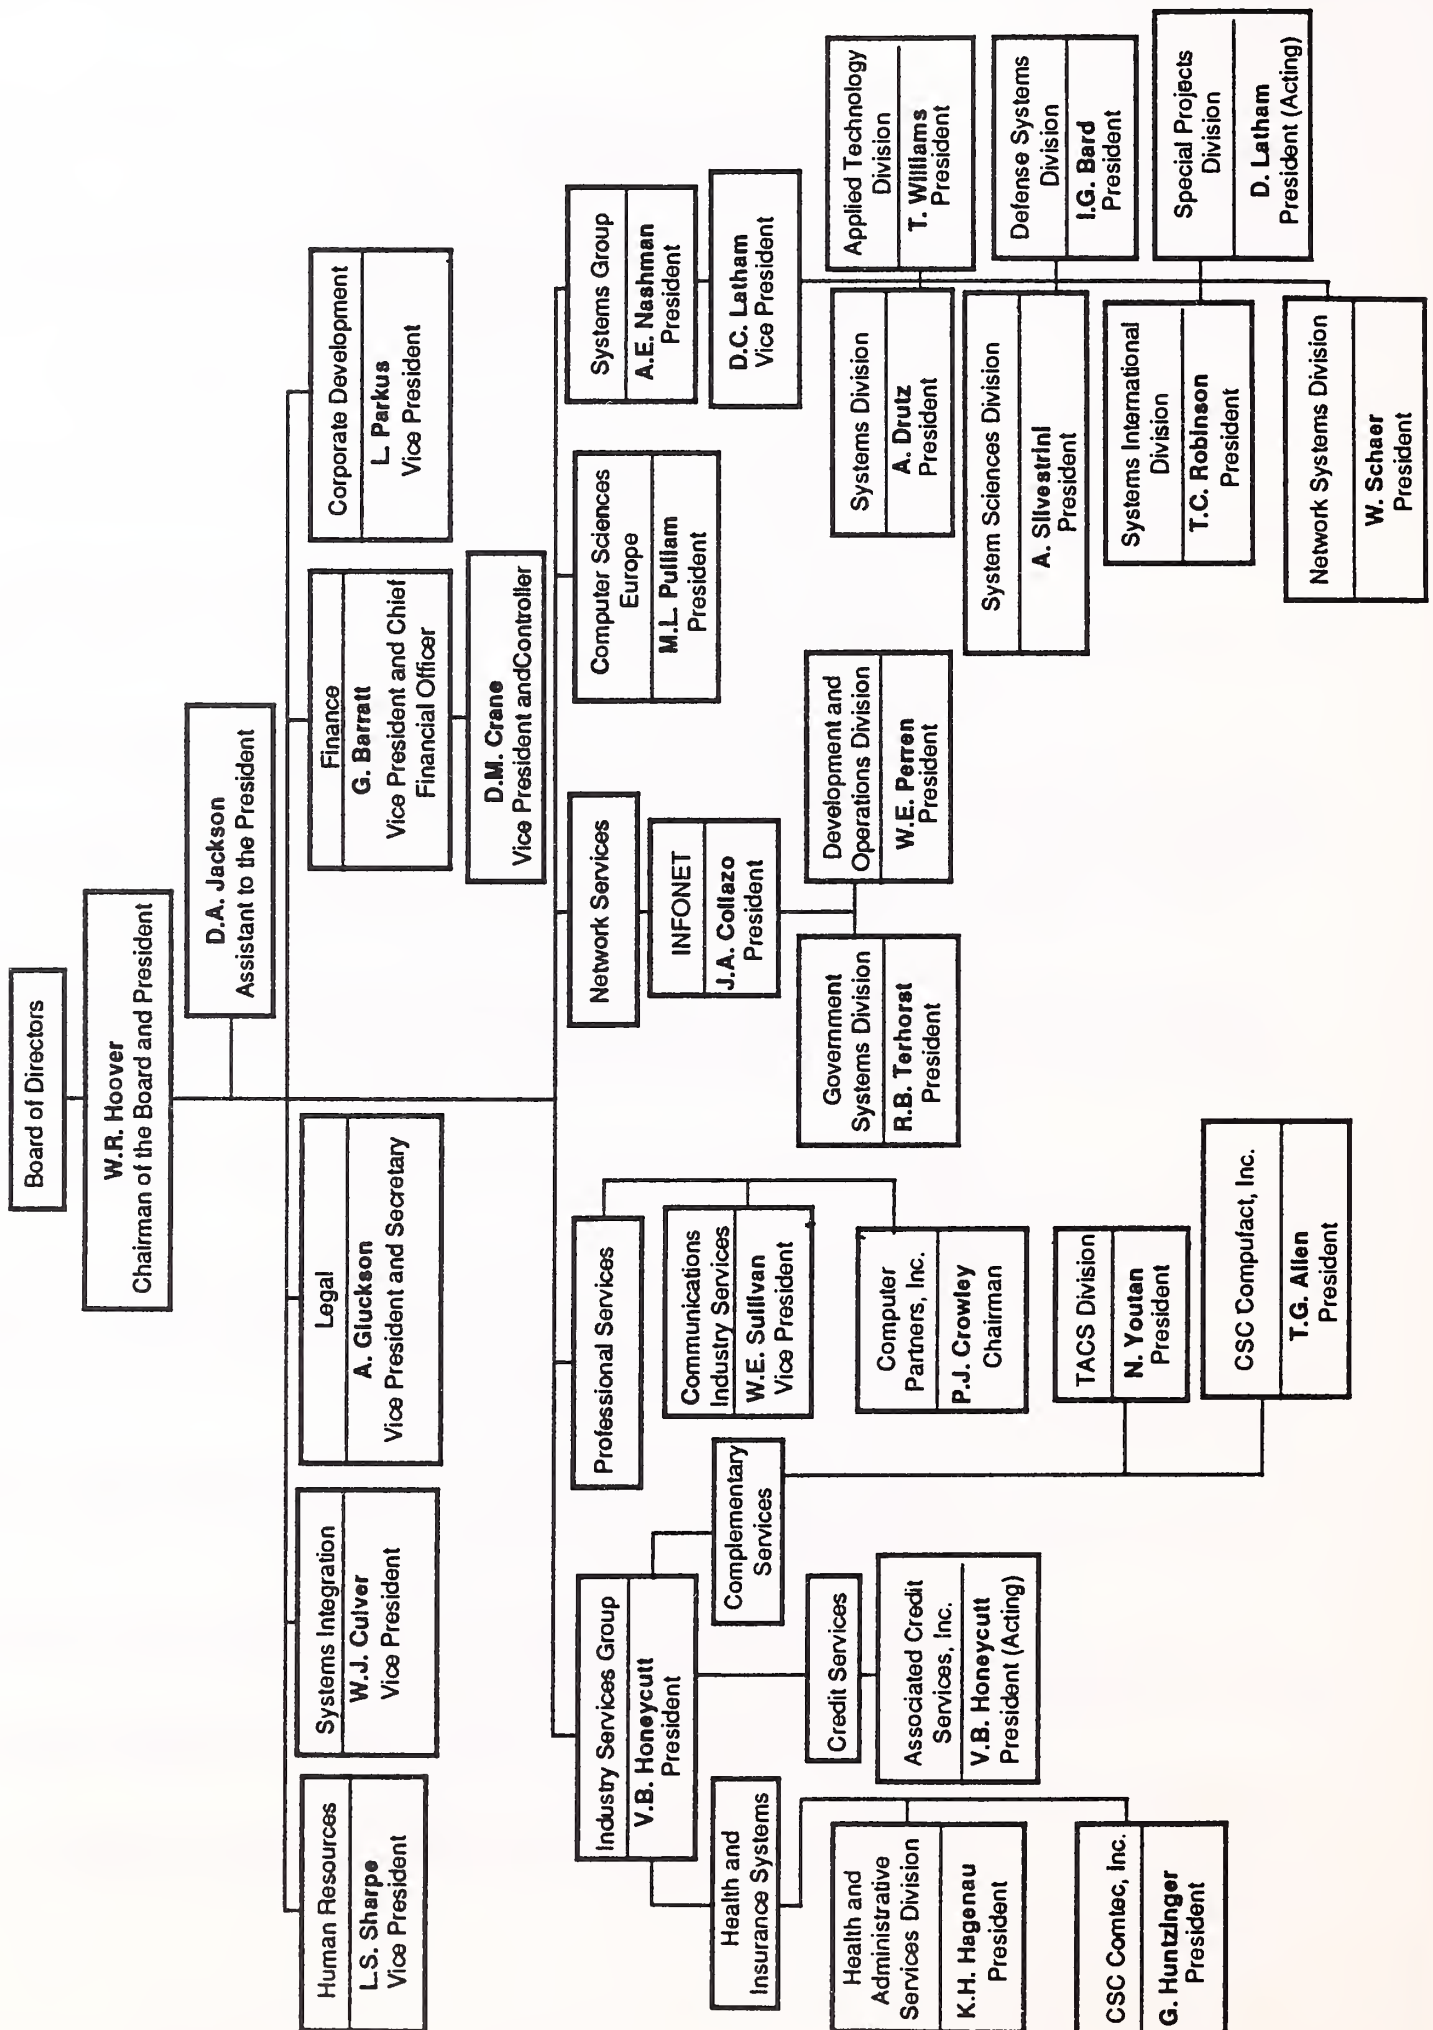 Board of Directors
W.R. Hoover
Chairman of the Board and President
D.A. Jackson
Assistant to the President
Human Resources
L.S. Sharpe
Vice President
Systems Integration
W.J. Culver
Vice President
Legal
A. Gluckson
Vice President and Secretary
Finance
G. Barratt
Vice President and Chief
Financial Officer
D.M. Crane
Vice President andController
Corporate Development
L. Parkus
Vice President
Industry Services Group
V.B. Honeycutt
President
Health and
Insurance Systems
Health and
Administrative
Services Division
K.H. Hagenau
President
CSC Comtec, Inc.
G. Huntzinger
President
Credit Services
Associated Credit
Services, Inc.
V.B. Honeycutt
President (Acting)
Complementary
Services
TACS Division
N. Youtan
President
CSC Compufact, Inc.
T.G. Allen
President
Professional Services
Communications
Industry Services
W.E. Sullivan
Vice President
Computer
Partners, Inc.
P.J. Crowley
Chairman
Network Services
INFONET
J.A. Collazo
President
Government
Systems Division
R.B. Terhorst
President
Development and
Operations Division
W.E. Perren
President
Computer Sciences
Europe
M.L. Pulliam
President
Systems Group
A.E. Nashman
President
D.C. Latham
Vice President
Systems Division
A. Drutz
President
Applied Technology
Division
T. Williams
President
System Sciences Division
A. Silvestrini
President
Defense Systems
Division
I.G. Bard
President
Systems International
Division
T.C. Robinson
President
Special Projects
Division
D. Latham
President (Acting)
Network Systems Division
W. Schaer
President